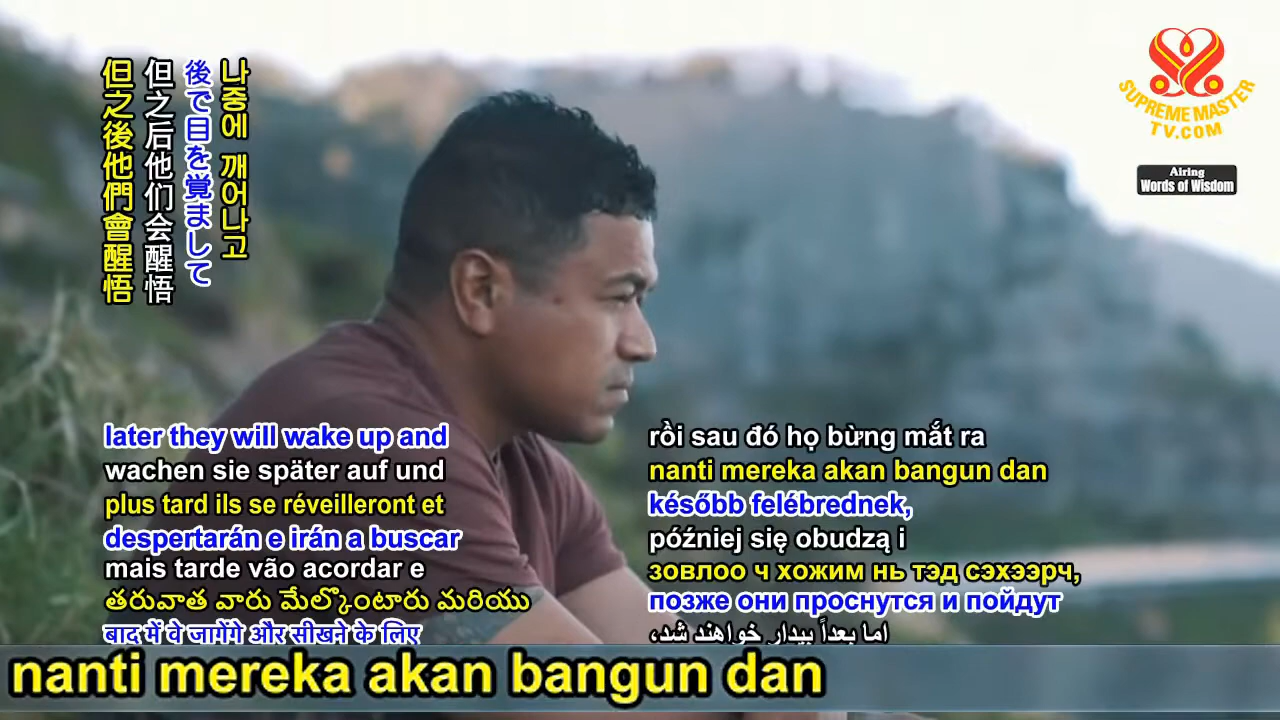 但之後他們會醒悟
但之后他们会醒悟
後で目を覚まして
나중에 깨어나고
SUPREME MASTER
TV.COM
Airing
Words of Wisdom
later they will wake up and
wachen sie später auf und
plus tard ils se réveilleront et
despertarán e irán a buscar
mais tarde vão acordar e
తరువాత వారు మేల్కొంటారు మరియు
बाद में वे जागेंगे और सीखने के लिए
rồi sau đó họ bừng mắt ra
nanti mereka akan bangun dan
később felébrednek,
później się obudzą i
зовлоо ч хожим нь тэд сэхээрч,
позже они проснутся и пойдут
اما بعداً بیدار خواهند شد،
nanti mereka akan bangun dan